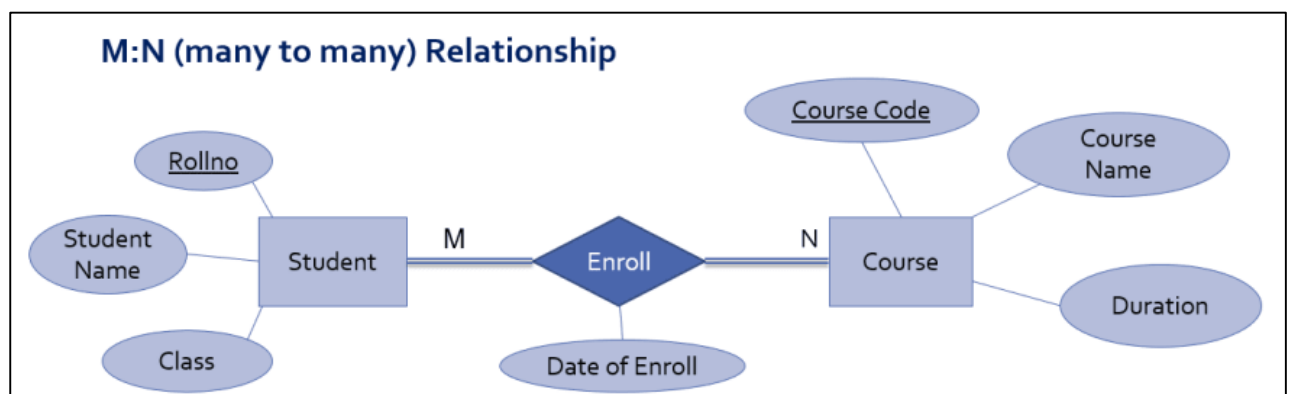 M:N (many to many) Relationship
Course Code
Rollno
Course
Name
Student
Name
Student
M
Enroll
N
Course
Duration
Class
Date of Enroll